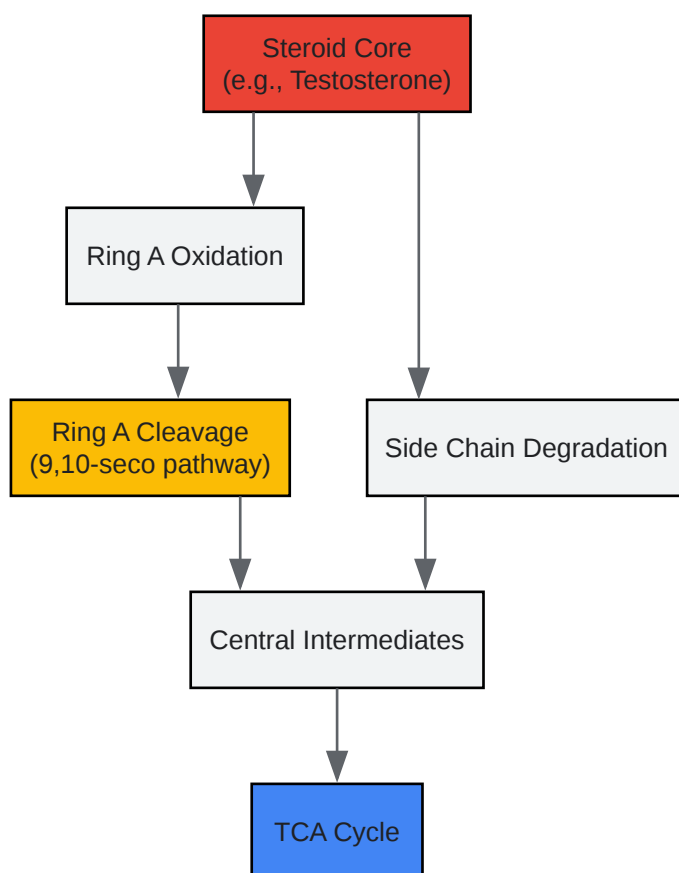 Steroid Core
(e.g., Testosterone)
Ring A Oxidation
Ring A Cleavage
(9,10-seco pathway)
Side Chain Degradation
Central Intermediates
TCA Cycle